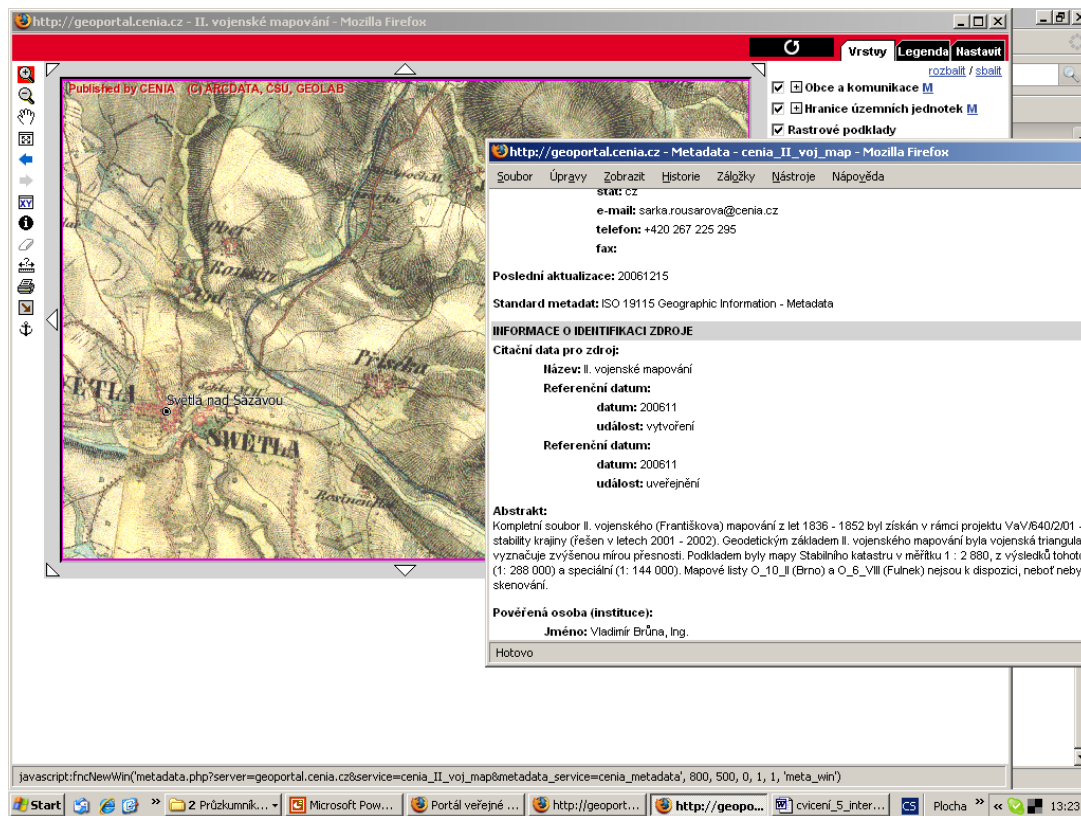 http://geoportal.cenia.cz - II. vojenské mapování - Mozilla Firefox
Vrstvy Legenda Nastavit
rozbalit / sbalit
Obce a komunikace M
Hranice územních jednotek M
Rastrové podklady
Published by CENIA (C) ARCDATA, ČSÚ, GEOLAB
Ober
Přiseka
Světlá nad Sázavou
SWĚTLA
XY
http://geoportal.cenia.cz - Metadata - cenia_II_voj_map - Mozilla Firefox
Soubor Úpravy Zobrazit Historie Záložky Nástroje Nápověda
stát: cz
e-mail: sarka.rousarova@cenia.cz
telefon: +420 267 225 295
fax:
Poslední aktualizace: 20061215
Standard metadat: ISO 19115 Geographic Information - Metadata
INFORMACE O IDENTIFIKACI ZDROJE
Citační data pro zdroj:
Název: II. vojenské mapování
Referenční datum:
datum: 200611
událost: vytvoření
Referenční datum:
datum: 200611
událost: uveřejnění
Abstrakt:
Kompletní soubor II. vojenského (Františkova) mapování z let 1836 - 1852 byl získán v rámci projektu VaV/640/2/01 -
stability krajiny (řešen v letech 2001 - 2002). Geodetickým základem II. vojenského mapování byla vojenská triangula
vyznačuje zvýšenou mírou přesnosti. Podkladem byly mapy Stabilního katastru v měřítku 1 : 2 880, z výsledků tohoto
(1: 288 000) a speciální (1: 144 000). Mapové listy O_10_II (Brno) a O_6_VIII (Fulnek) nejsou k dispozici, neboť neby
skenování.
Pověřená osoba (instituce):
Jméno: Vladimír Brůna, Ing.
Hotovo
javascript:fncNewWin('metadata.php?server=geoportal.cenia.cz&service=cenia_II_voj_map&metadata_service=cenia_metadata', 800, 500, 0, 1, 1, 'meta_win')
Start » 2 Průzkumník... Microsoft Pow... Portál veřejné ... http://geoport... http://geopo... cvicení_5_inter... CS Plocha » « 13:23